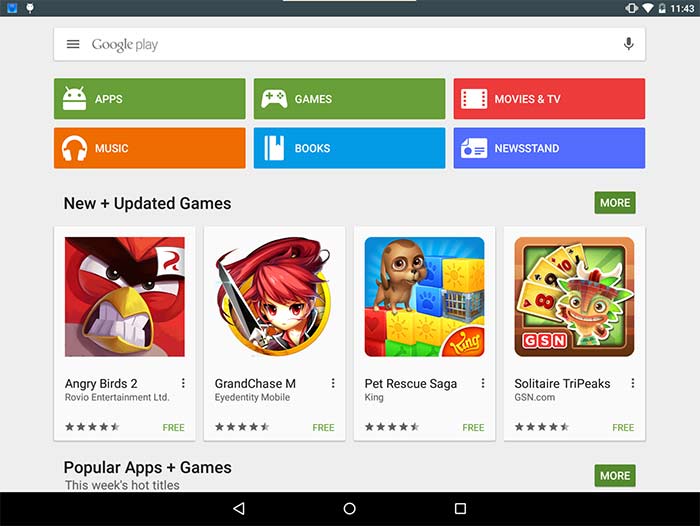 11:43
Google play
APPS
GAMES
MOVIES & TV
MUSIC
BOOKS
NEWSSTAND
New + Updated Games
MORE
8
King
GSN
Angry Birds 2
Rovio Entertainment Ltd.
FREE
GrandChase M
Eyedentity Mobile
FREE
Pet Rescue Saga
King
FREE
Solitaire TriPeaks
GSN.com
FREE
Popular Apps + Games
MORE
This week's hot titles